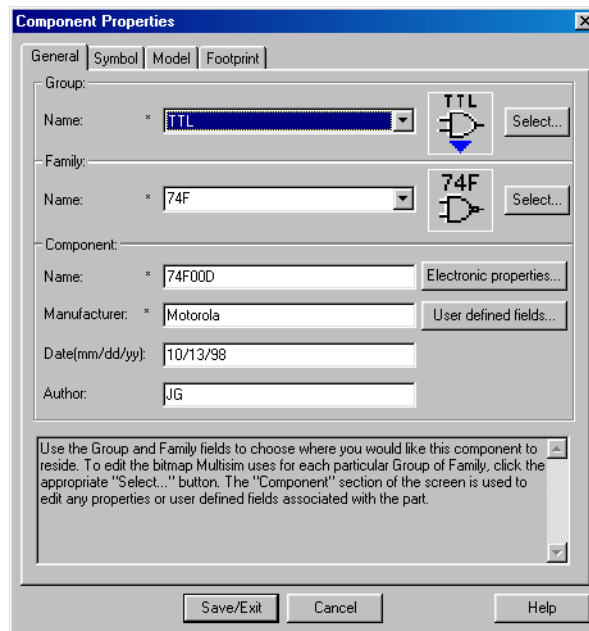 Component Properties
General Symbol Model Footprint
Group:
TTL
Name: * TTL Select...
Family:
74F
Name: * 74F Select...
Component:
Name: * 74F00D Electronic properties...
Manufacturer: * Motorola User defined fields...
Date(mm/dd/yy): 10/13/98
Author: JG
Use the Group and Family fields to choose where you would like this component to
reside. To edit the bitmap Multisim uses for each particular Group of Family, click the
appropriate "Select..." button. The "Component" section of the screen is used to
edit any properties or user defined fields associated with the part.
Save/Exit Cancel Help